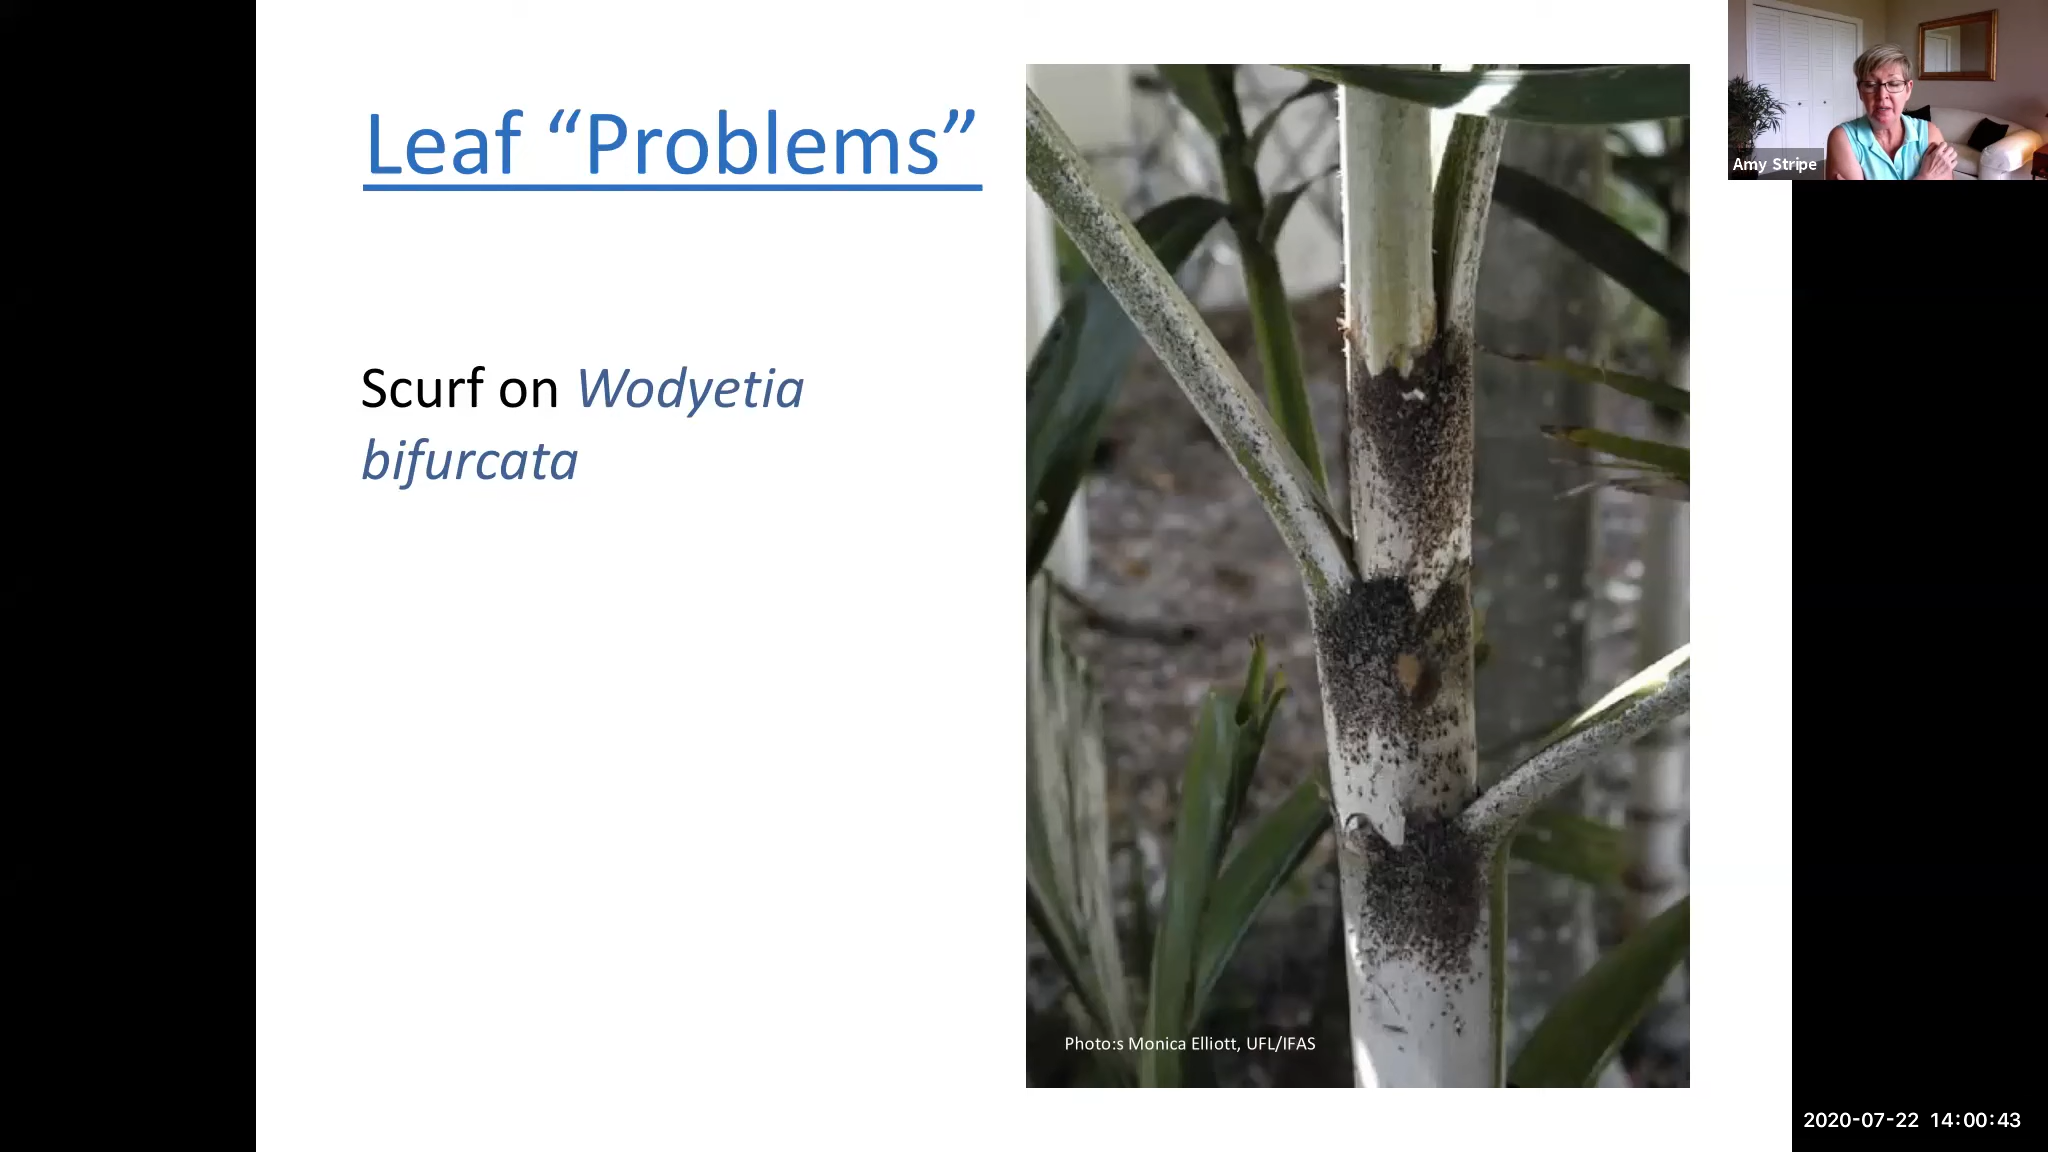 Leaf “Problems”
Scurf on Wodyetia
bifurcata
Photo:s Monica Elliott, UFL/IFAS
Amy Stripe
2020-07-22 14:00:43